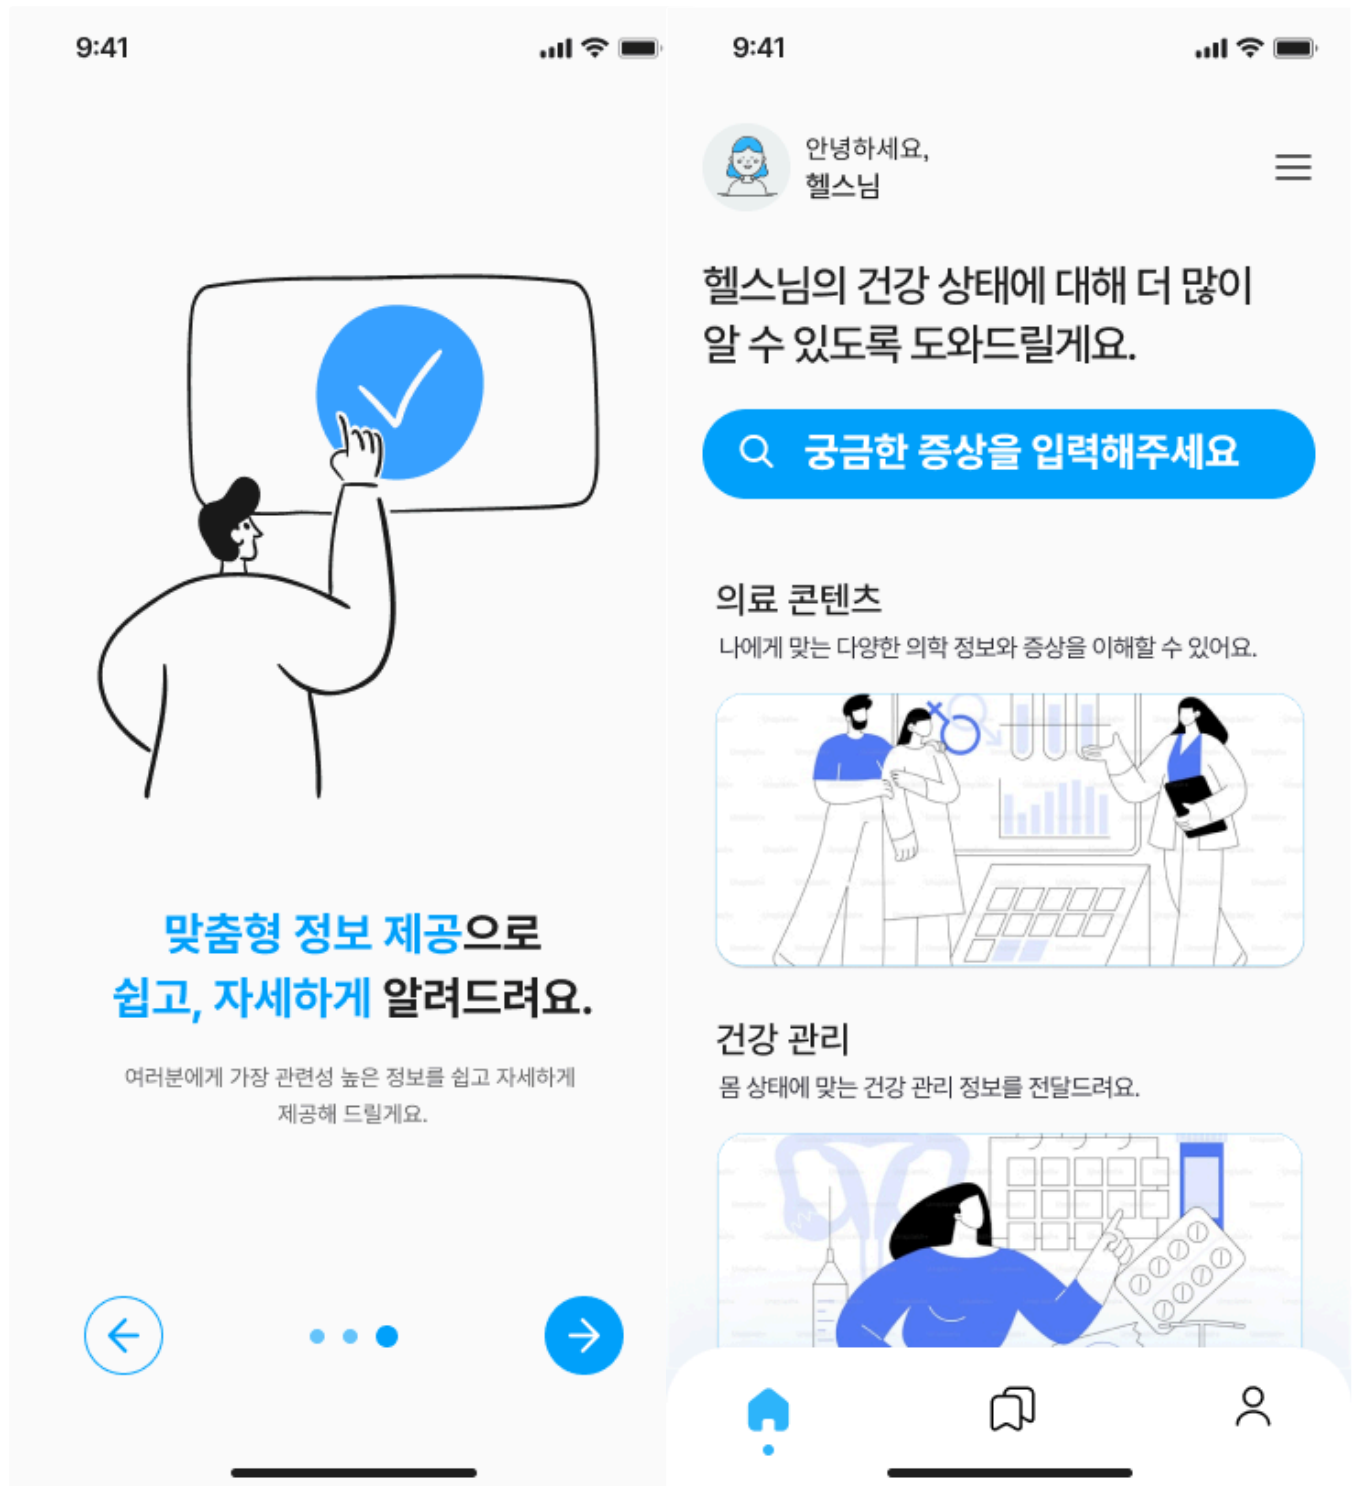 9:41
맞춤형 정보 제공으로
쉽고, 자세하게 알려드려요.
여러분에게 가장 관련성 높은 정보를 쉽고 자세하게
제공해 드릴게요.
9:41
안녕하세요,
헬스님
헬스님의 건강 상태에 대해 더 많이
알 수 있도록 도와드릴게요.
궁금한 증상을 입력해주세요
의료 콘텐츠
나에게 맞는 다양한 의학 정보와 증상을 이해할 수 있어요.
건강 관리
몸 상태에 맞는 건강 관리 정보를 전달드려요.